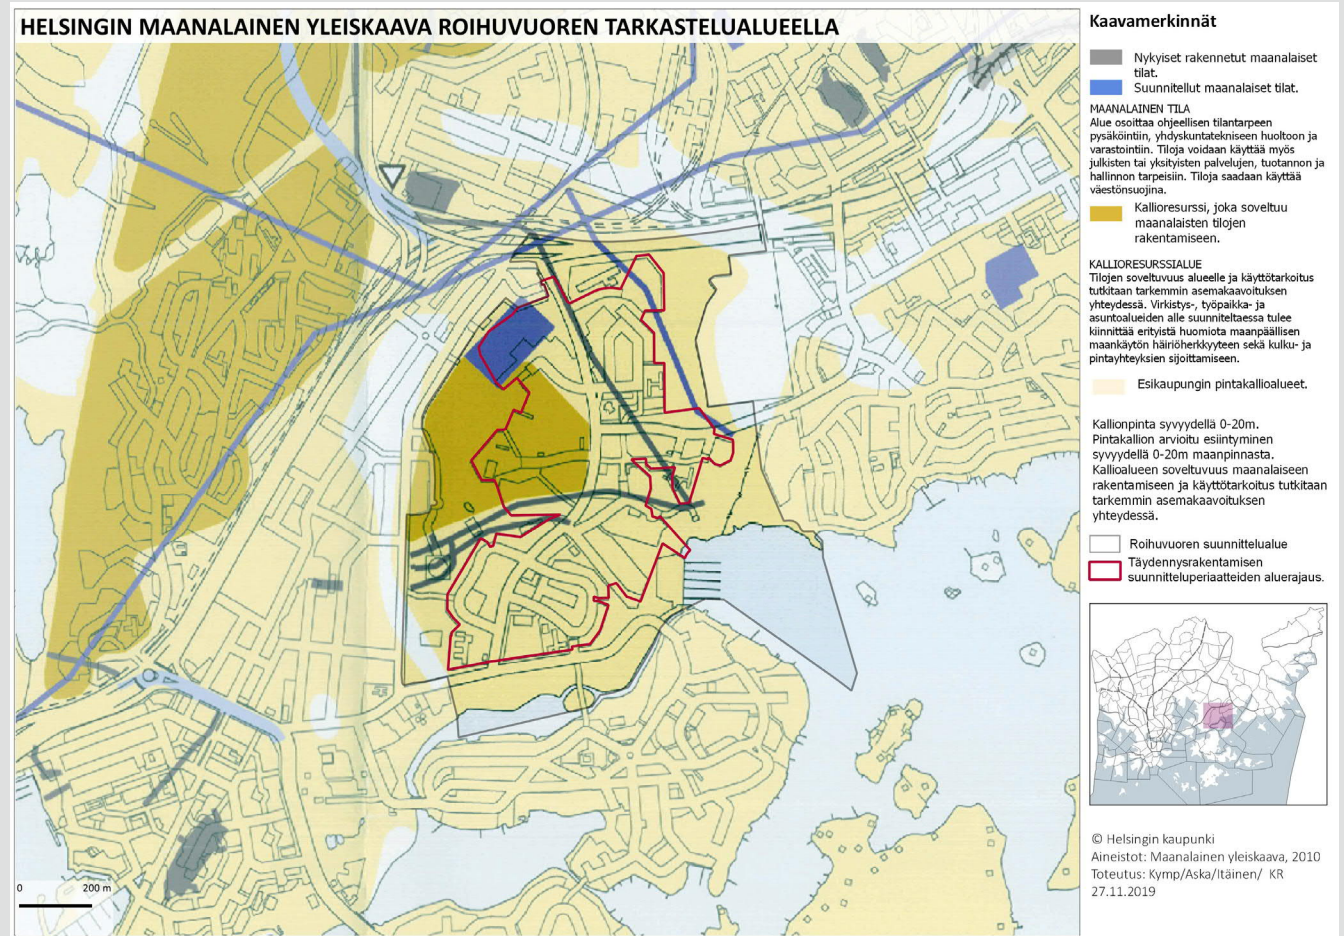 HELSINGIN MAANALAINEN YLEISKAAVA ROIHUVUOREN TARKASTELUALUEELLA
Kaavamerkinnät
Nykyiset rakennetut maanalaiset
tilat.
Suunnitellut maanalaiset tilat.
MAANALAINEN TILA
Alue osoittaa ohjeellisen tilantarpeen
pysäköintiin, yhdyskuntatekniseen huoltoon ja
varastointiin. Tiloja voidaan käyttää myös
julkisten tai yksityisten palvelujen, tuotannon ja
hallinnon tarpeisiin. Tiloja saadaan käyttää
väestönsuojina.
Kallioresurssi, joka soveltuu
maanalaisten tilojen
rakentamiseen.
KALLIORESURSSIALUE
Tilojen soveltuvuus alueelle ja käyttötarkoitus
tutkitaan tarkemmin asemakaavoituksen
yhteydessä. Virkistys-, työpaikka- ja
asuntoalueiden alle suunniteltaessa tulee
kiinnittää erityistä huomiota maanpäällisen
maankäytön häiriöherkkyyteen sekä kulku- ja
pintayhteyksien sijoittamiseen.
Esikaupungin pintakallioalueet.
Kallionpinta syvyydellä 0-20m.
Pintakallion arvioitu esiintyminen
syvyydellä 0-20m maanpinnasta.
Kallioalueen soveltuvuus maanalaiseen
rakentamiseen ja käyttötarkoitus tutkitaan
tarkemmin asemakaavoituksen
yhteydessä.
Roihuvuoren suunnittelualue
Täydennysrakentamisen
suunnitteluperiaatteiden aluerajaus.
© Helsingin kaupunki
Aineistot: Maanalainen yleiskaava, 2010
Toteutus: Kymp/Aska/Itäinen/ KR
27.11.2019
0 200 m